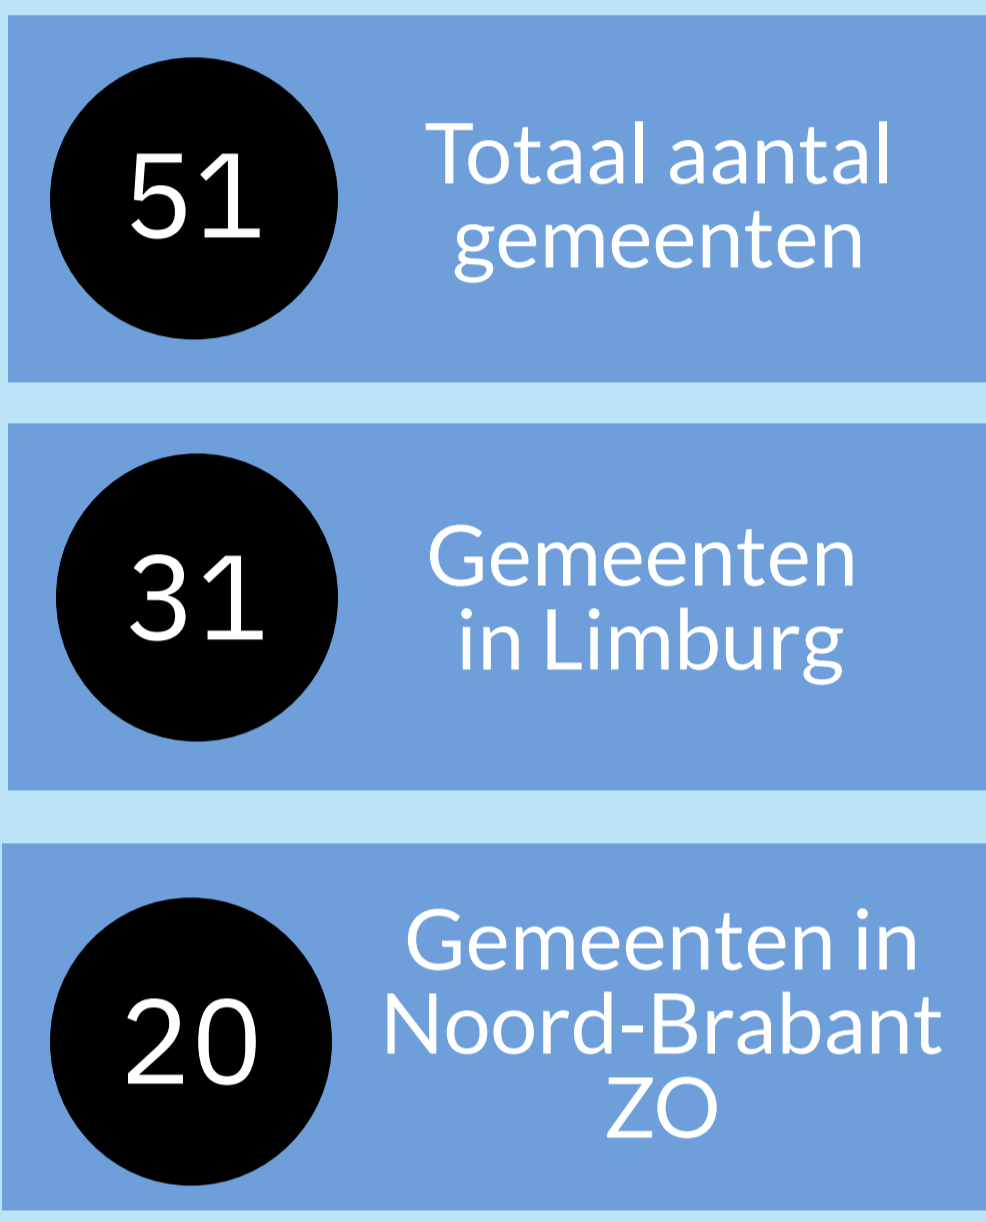 51
Totaal aantal
gemeenten
31
Gemeenten
in Limburg
20
Gemeenten in
Noord-Brabant
ZO